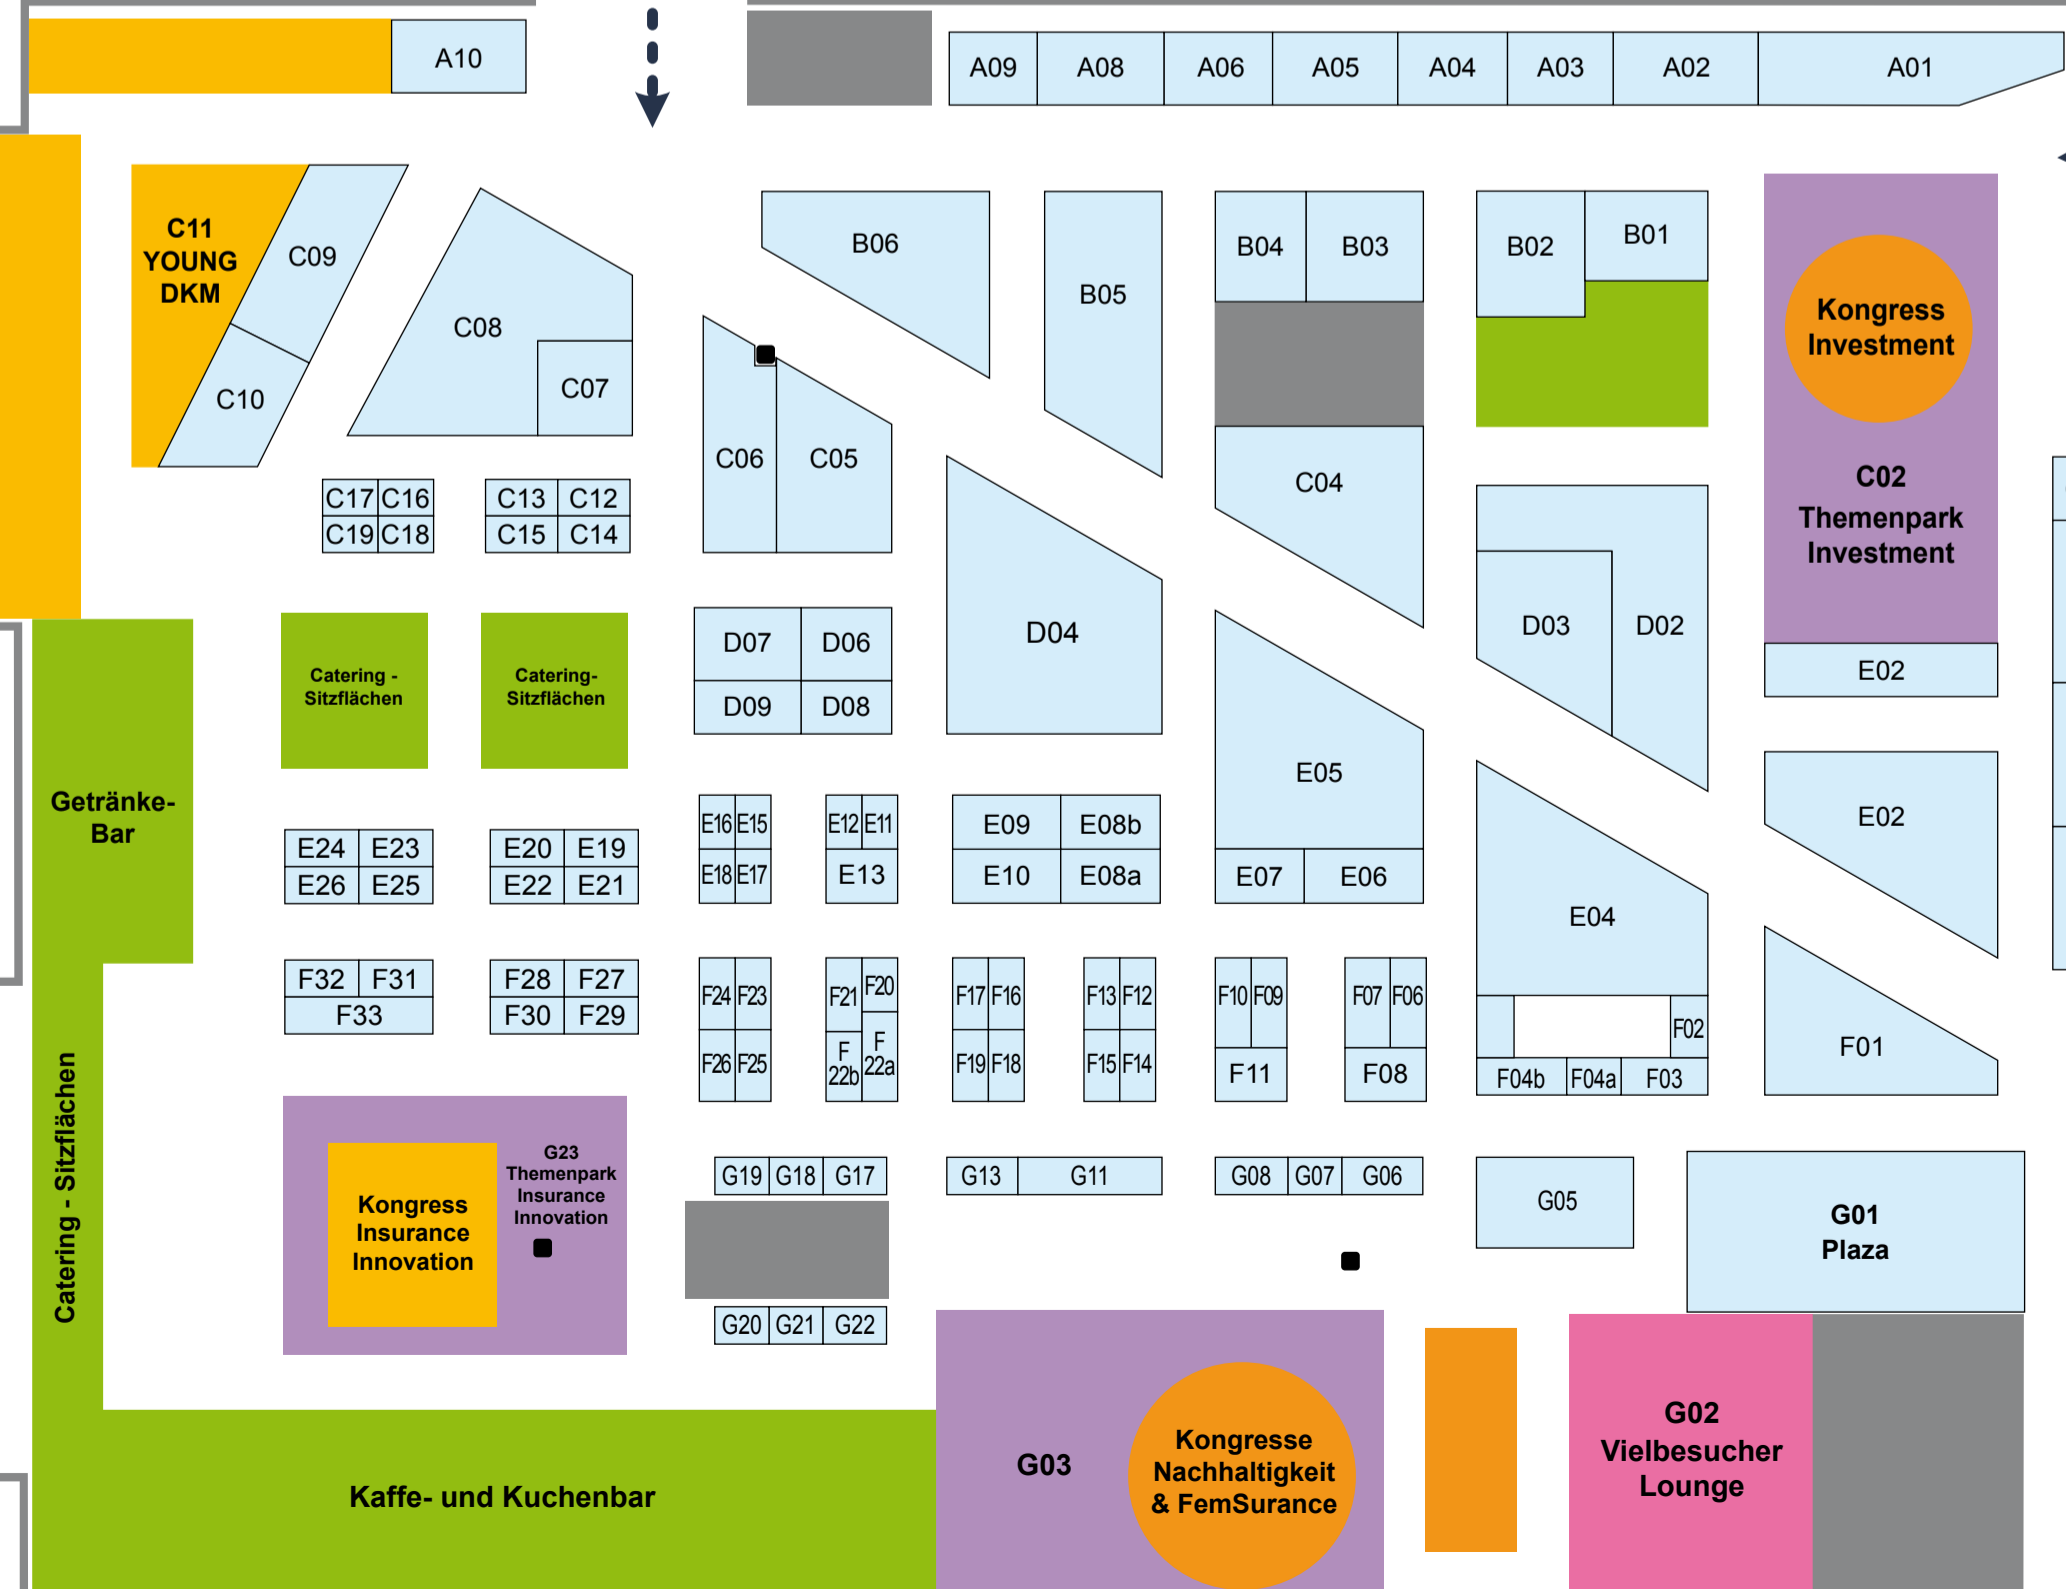 A10
A09
A08
A06
A05
A04
A03
A02
A01
C11
YOUNG
DKM
C09
C10
C08
C07
B06
B05
B04
B03
B02
B01
Kongress
Investment
C02
Themenpark
Investment
C06
C05
C04
C17
C16
C19
C18
C13
C12
C15
C14
D07
D06
D09
D08
D04
D03
D02
E02
Catering -
Sitzflächen
Catering-
Sitzflächen
Getränke-
Bar
E05
E07
E06
E02
E24
E23
E26
E25
E20
E19
E22
E21
E16
E15
E18
E17
E12
E11
E13
E09
E08b
E10
E08a
E04
F32
F31
F33
F28
F27
F30
F29
F24
F23
F26
F25
F21
F20
F
22b
F
22a
F17
F16
F19
F18
F13
F12
F15
F14
F10
F09
F11
F07
F06
F08
F02
F04b
F04a
F03
F01
Catering - Sitzflächen
Kongress
Insurance
Innovation
G23
Themenpark
Insurance
Innovation
G19
G18
G17
G13
G11
G08
G07
G06
G05
G01
Plaza
G20
G21
G22
G03
Kongresse
Nachhaltigkeit
& FemSurance
G02
Vielbesucher
Lounge
Kaffe- und Kuchenbar